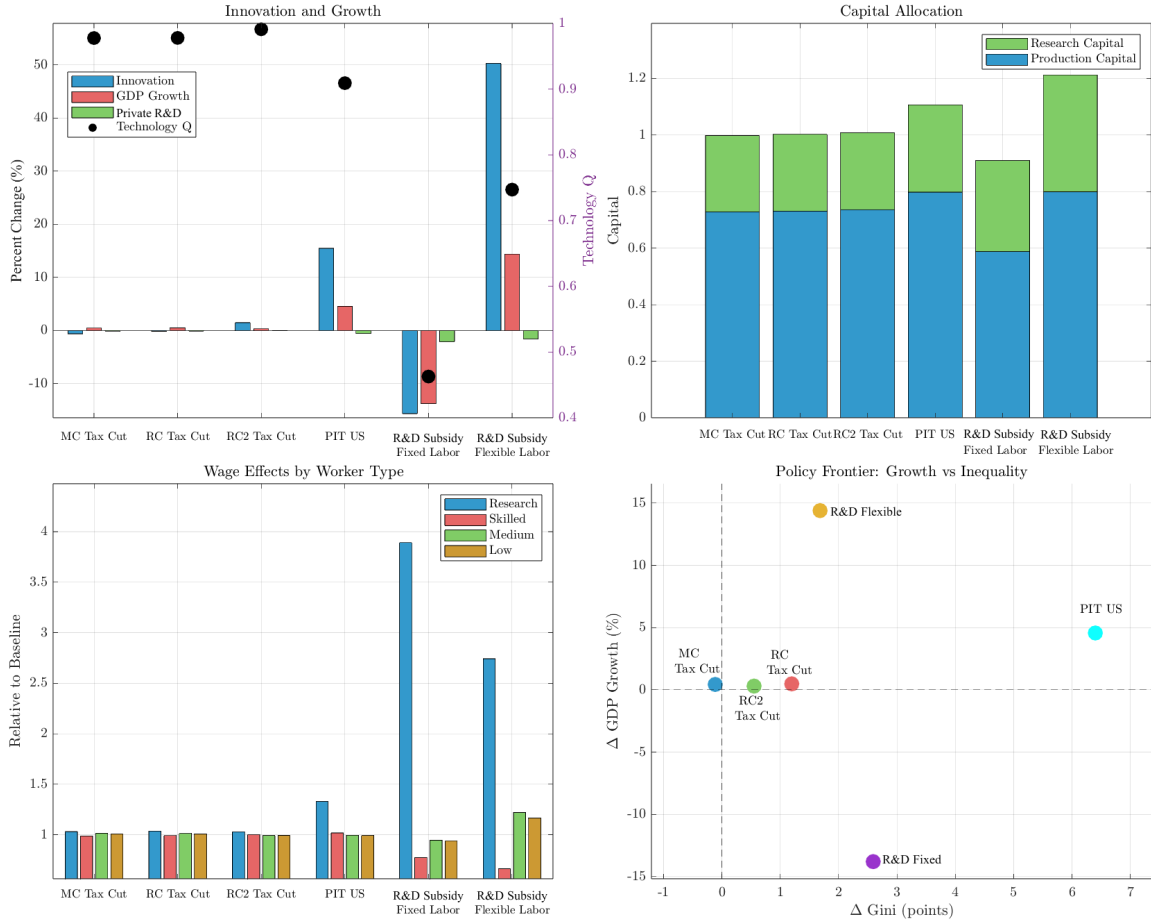 Innovation and Growth
Percent Change (%)
50
40
30
20
10
0
-10
Innovation
GDP Growth
Private R&D
Technology Q
1
0.9
0.8
0.7
0.6
0.5
0.4
Technology Q
MC Tax Cut
RC Tax Cut
RC2 Tax Cut
PIT US
R&D Subsidy
Fixed Labor
R&D Subsidy
Flexible Labor
Capital Allocation
Capital
1.2
1
0.8
0.6
0.4
0.2
0
Research Capital
Production Capital
MC Tax Cut
RC Tax Cut
RC2 Tax Cut
PIT US
R&D Subsidy
Fixed Labor
R&D Subsidy
Flexible Labor
Wage Effects by Worker Type
Relative to Baseline
4
3.5
3
2.5
2
1.5
1
Research
Skilled
Medium
Low
MC Tax Cut
RC Tax Cut
RC2 Tax Cut
PIT US
R&D Subsidy
Fixed Labor
R&D Subsidy
Flexible Labor
Policy Frontier: Growth vs Inequality
Δ GDP Growth (%)
15
10
5
0
-5
-10
-15
R&D Flexible
PIT US
MC
Tax Cut
RC
Tax Cut
RC2
Tax Cut
R&D Fixed
-1
0
1
2
3
4
5
6
7
Δ Gini (points)